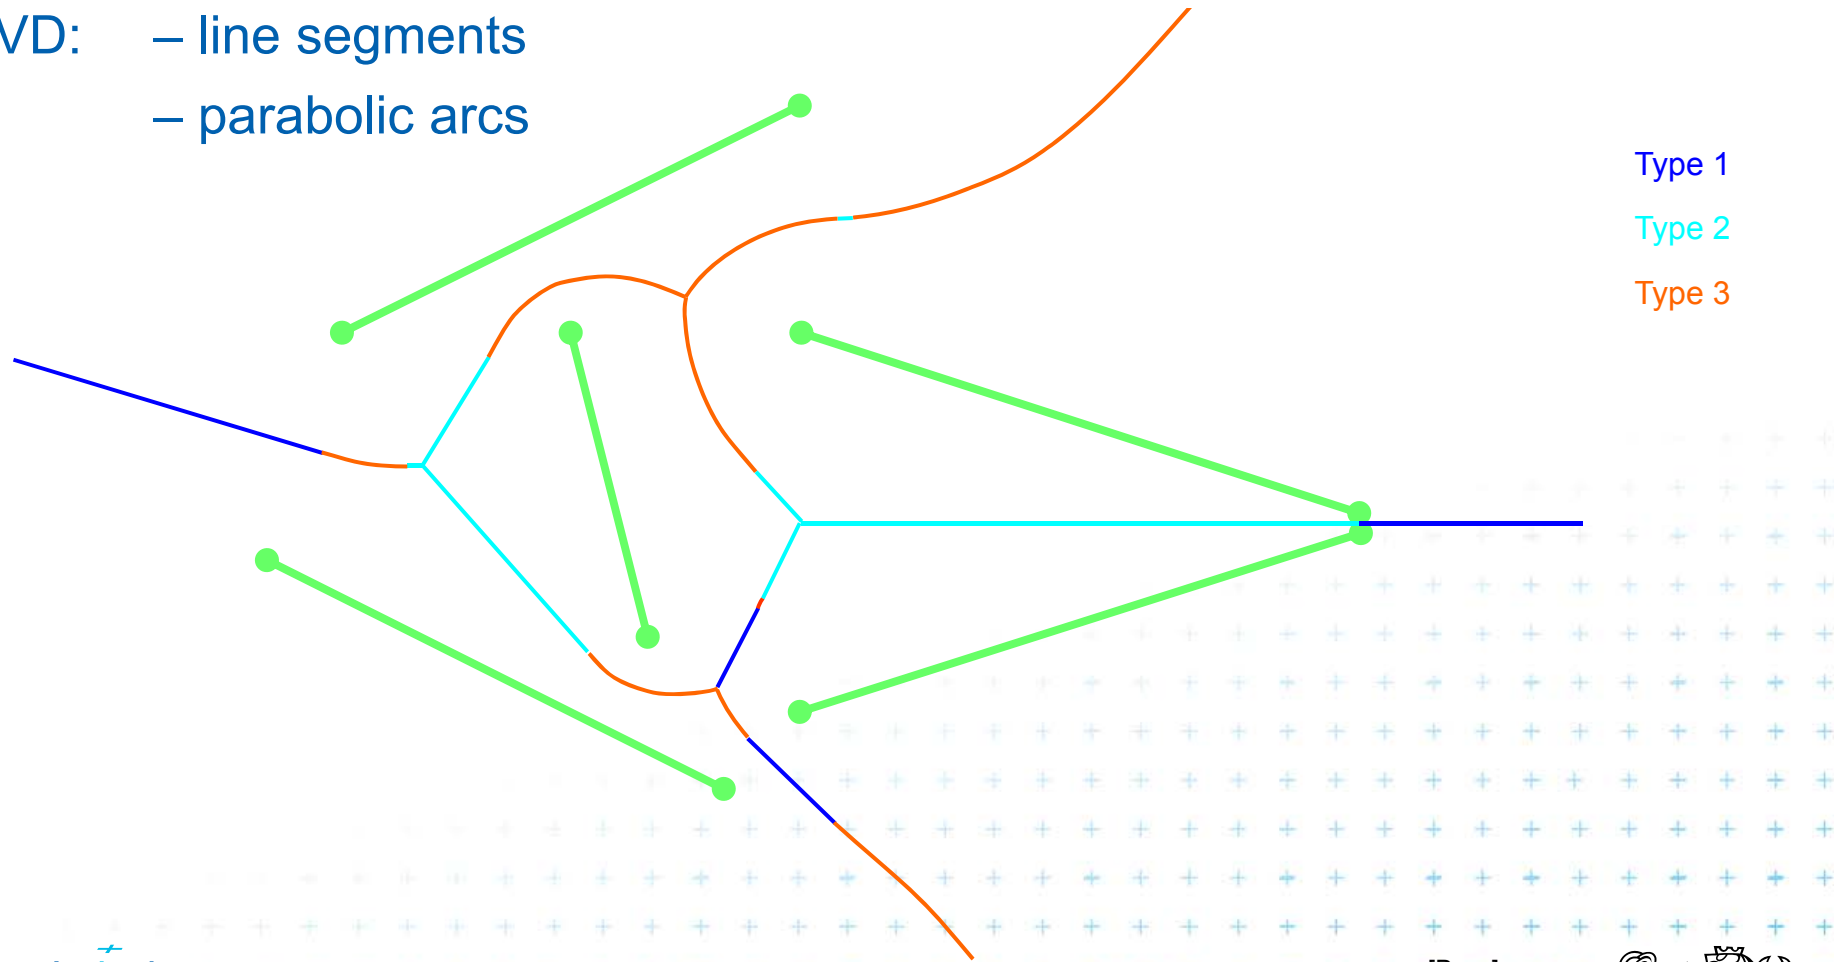 VD: – line segments
– parabolic arcs
Type 1
Type 2
Type 3